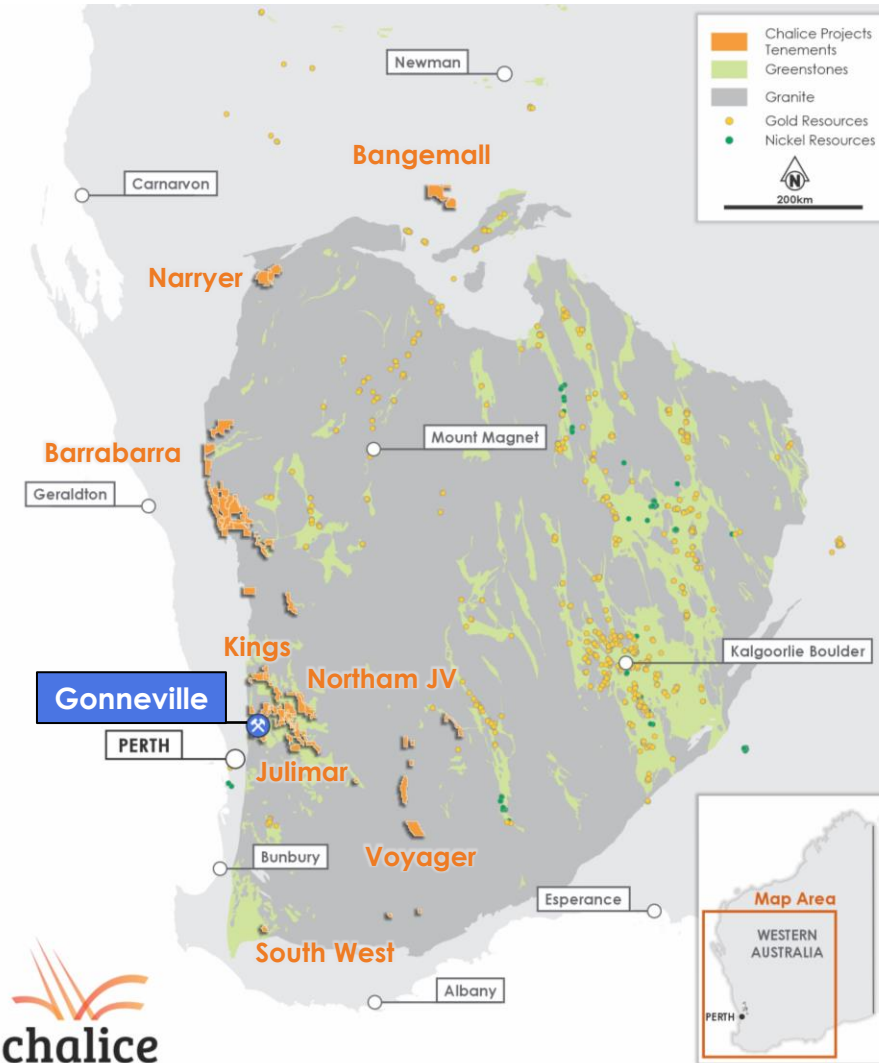 Chalice Projects
Tenements
Greenstones
Granite
Gold Resources
Nickel Resources
N
200km
Newman
Bangemall
Carnarvon
Narryer
Mount Magnet
Barrabarra
Geraldton
Kings
Northam JV
Kalgoorlie Boulder
Gonneville
PERTH
Julimar
Voyager
Bunbury
Esperance
South West
Albany
Map Area
WESTERN
AUSTRALIA
PERTH
chalice